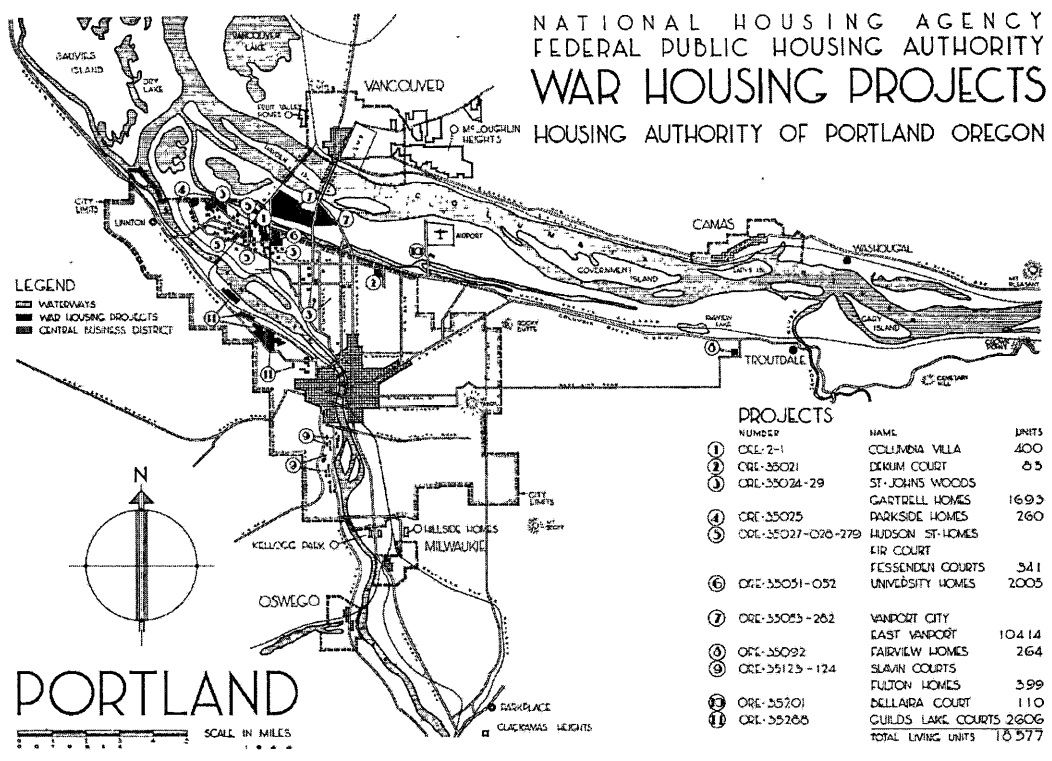 NATIONAL HOUSING AGENCY
FEDERAL PUBLIC HOUSING AUTHORITY
WAR HOUSING PROJECTS
HOUSING AUTHORITY OF PORTLAND OREGON
SAUVIES
ISLAND
DRY
LAKE
VANCOUVER
LAKE
VANCOUVER
FRUIT VALLEY
HOMES
McLOUGHLIN
HEIGHTS
CITY
LIMITS
LINNTON
AIRPORT
CAMAS
WASHOUGAL
GOVERNMENT
ISLAND
LADY IS.
GARY
ISLAND
MT.
PLEASANT
FAIRVIEW
LAKE
TROUTDALE
ROCKY
BUTTE
LEGEND
WATERWAYS
WAR HOUSING PROJECTS
CENTRAL BUSINESS DISTRICT
CITY
LIMITS
HILLSIDE HOMES
KELLOGG PARK
MILWAUKIE
OSWEGO
PARKPLACE
CLACKAMAS HEIGHTS
N
PORTLAND
SCALE IN MILES
1944
PROJECTS
NUMBER NAME UNITS
1 ORE-2-1 COLUMBIA VILLA 400
2 ORE-35021 DEKUM COURT 85
3 ORE-35024-29 ST-JOHNS WOODS
GARTRELL HOMES 1693
4 ORE-35025 PARKSIDE HOMES 260
5 ORE-35027-028-279 HUDSON ST-HOMES
FIR COURT
FESSENDEN COURTS 341
6 ORE-35051-052 UNIVERSITY HOMES 2005
7 ORE-35053-282 VANPORT CITY
EAST VANPORT 10414
8 ORE-35092 FAIRVIEW HOMES 264
9 ORE-35123-124 SLAVIN COURTS
FULTON HOMES 399
10 ORE-35201 BELLAIRA COURT 110
11 ORE-35288 GUILDS LAKE COURTS 2606
TOTAL LIVING UNITS 18577